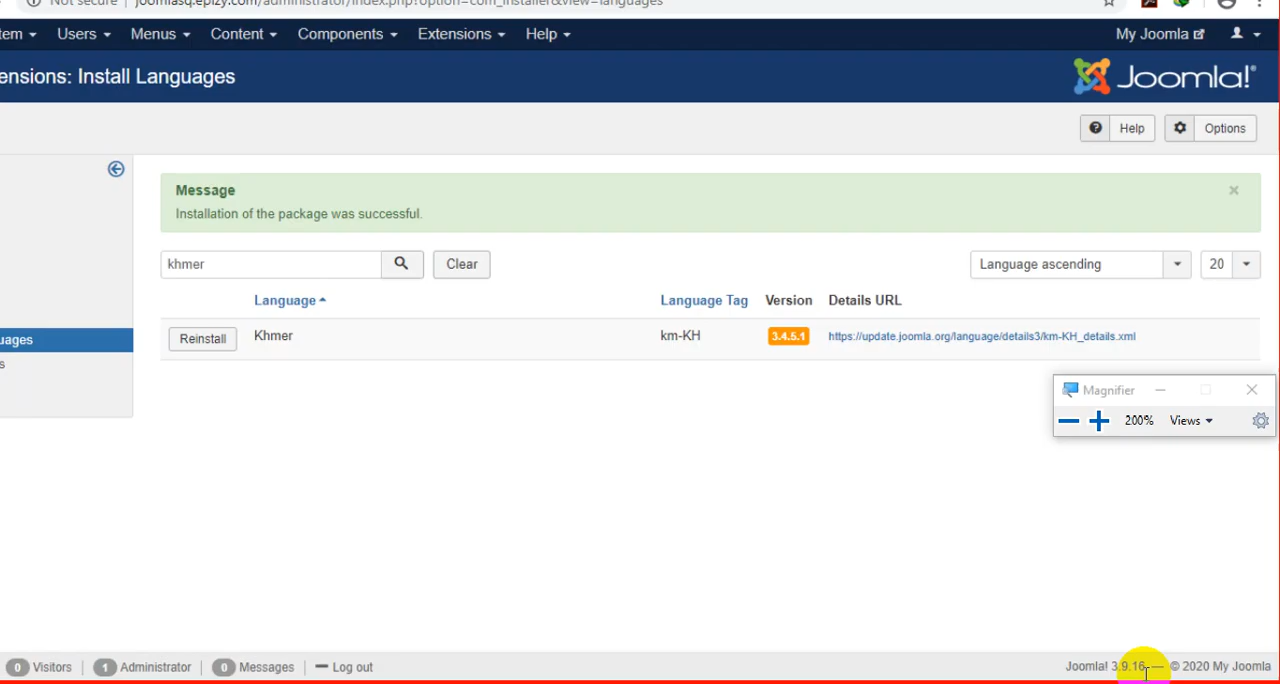 Not secure | joomlasq.epizy.com/administrator/index.php?option=com_installer&view=languages
tem Users Menus Content Components Extensions Help My Joomla
ensions: Install Languages Joomla!®
Help Options
Message
Installation of the package was successful.
khmer Clear Language ascending 20
Language Language Tag Version Details URL
Reinstall Khmer km-KH 3.4.5.1 https://update.joomla.org/language/details3/km-KH_details.xml
uages
s
Magnifier
200% Views
0 Visitors 1 Administrator 0 Messages Log out Joomla! 3.9.16 — © 2020 My Joomla